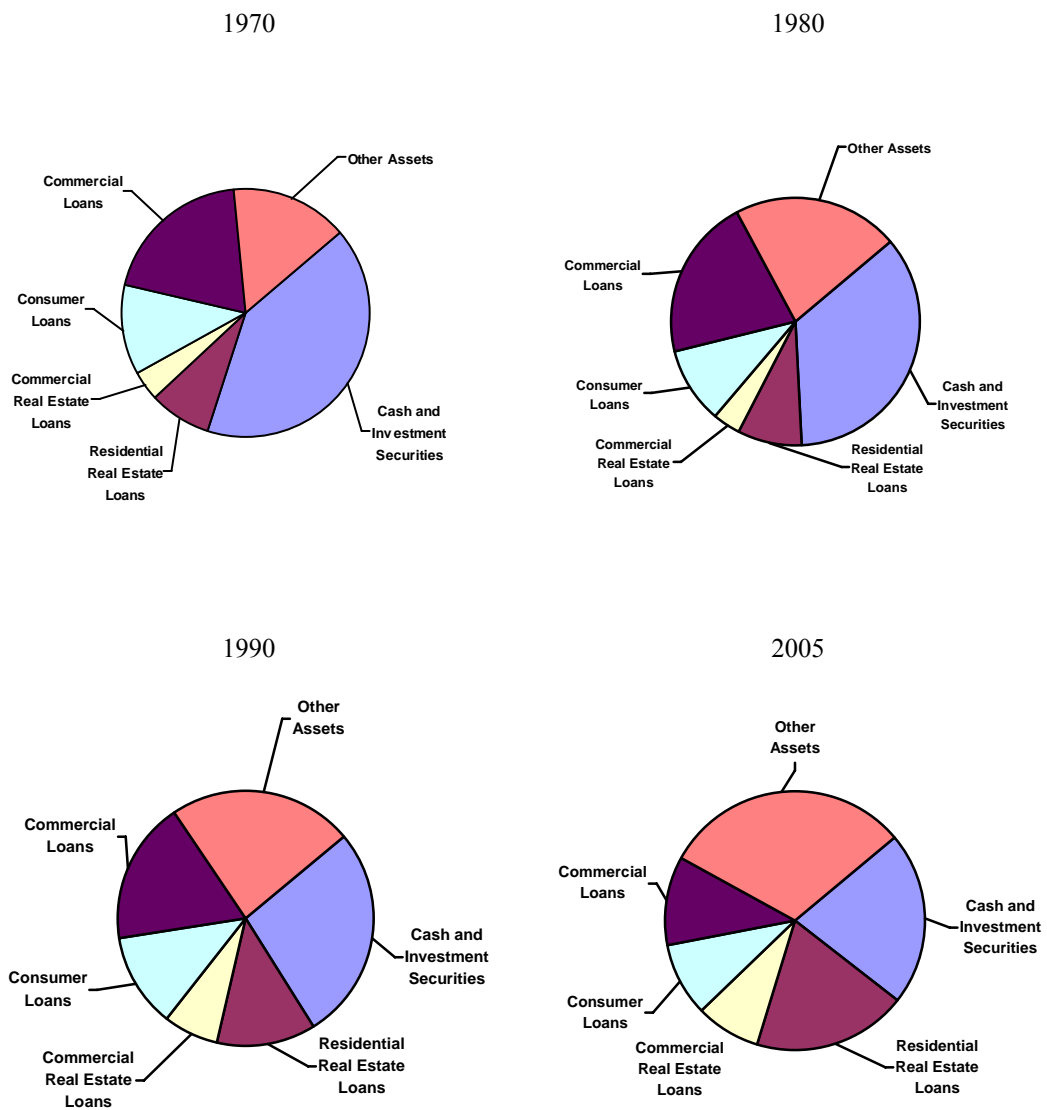 1970
Other Assets
Commercial
Loans
Consumer
Loans
Commercial
Real Estate
Loans
Residential
Real Estate
Loans
Cash and
Investment
Securities
1980
Other Assets
Commercial
Loans
Consumer
Loans
Commercial
Real Estate
Loans
Residential
Real Estate
Loans
Cash and
Investment
Securities
1990
Other
Assets
Commercial
Loans
Consumer
Loans
Commercial
Real Estate
Loans
Residential
Real Estate
Loans
Cash and
Investment
Securities
2005
Other
Assets
Commercial
Loans
Consumer
Loans
Commercial
Real Estate
Loans
Residential
Real Estate
Loans
Cash and
Investment
Securities